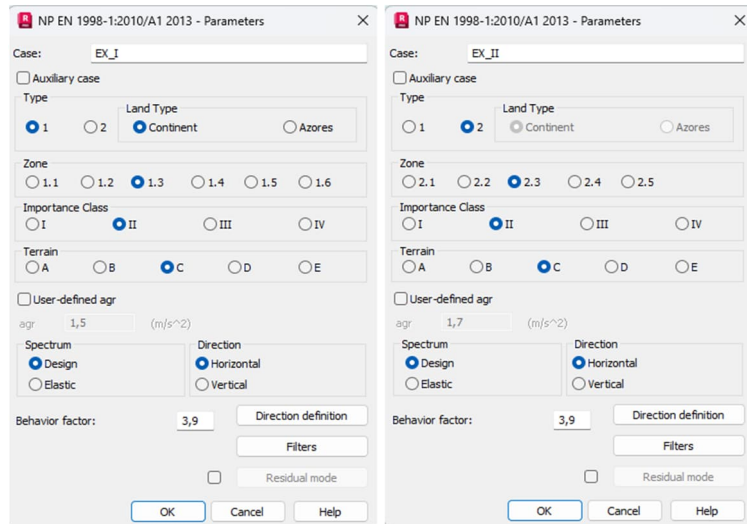 NP EN 1998-1:2010/A1 2013 - Parameters
Case: EX_I
Auxiliary case
Type
1 2
Land Type
Continent Azores
Zone
1.1 1.2 1.3 1.4 1.5 1.6
Importance Class
I II III IV
Terrain
A B C D E
User-defined agr
agr 1,5 (m/s^2)
Spectrum
Design
Elastic
Direction
Horizontal
Vertical
Behavior factor: 3,9
Direction definition
Filters
Residual mode
OK Cancel Help
NP EN 1998-1:2010/A1 2013 - Parameters
Case: EX_II
Auxiliary case
Type
1 2
Land Type
Continent Azores
Zone
2.1 2.2 2.3 2.4 2.5
Importance Class
I II III IV
Terrain
A B C D E
User-defined agr
agr 1,7 (m/s^2)
Spectrum
Design
Elastic
Direction
Horizontal
Vertical
Behavior factor: 3,9
Direction definition
Filters
Residual mode
OK Cancel Help